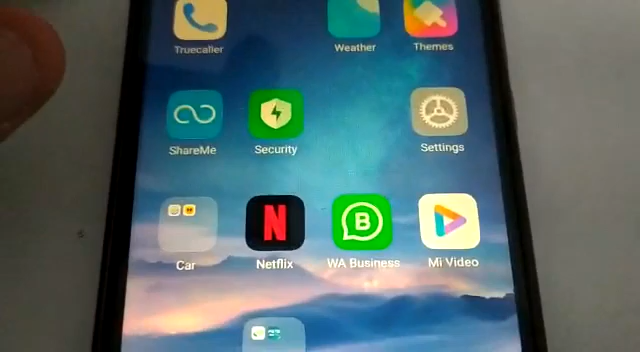 Truecaller
Weather
Themes
ShareMe
Security
Settings
N
B
Car
Netflix
WA Business
Mi Video